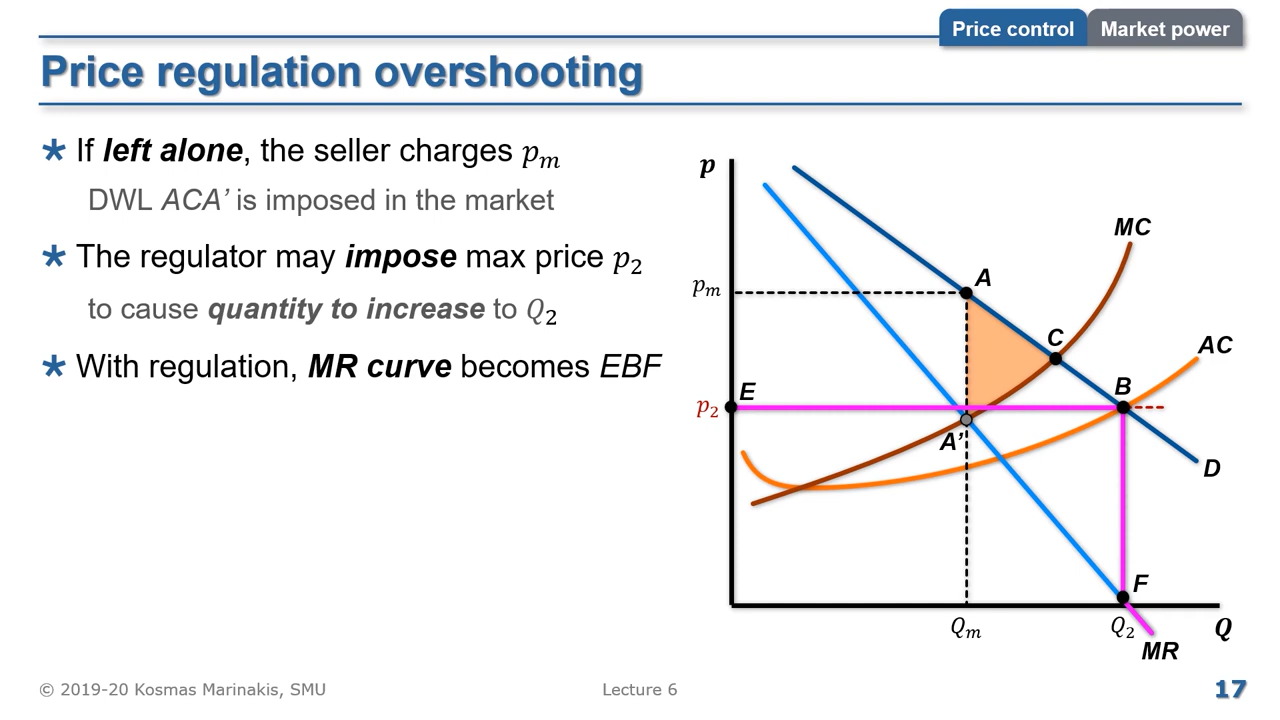 Price control Market power
Price regulation overshooting
If left alone, the seller charges pₘ
DWL ACA’ is imposed in the market
The regulator may impose max price p₂
to cause quantity to increase to Q₂
With regulation, MR curve becomes EBF
p
MC
A
pₘ
C
AC
B
E
p₂
A’
D
F
Qₘ
Q₂
Q
MR
© 2019-20 Kosmas Marinakis, SMU
Lecture 6
17